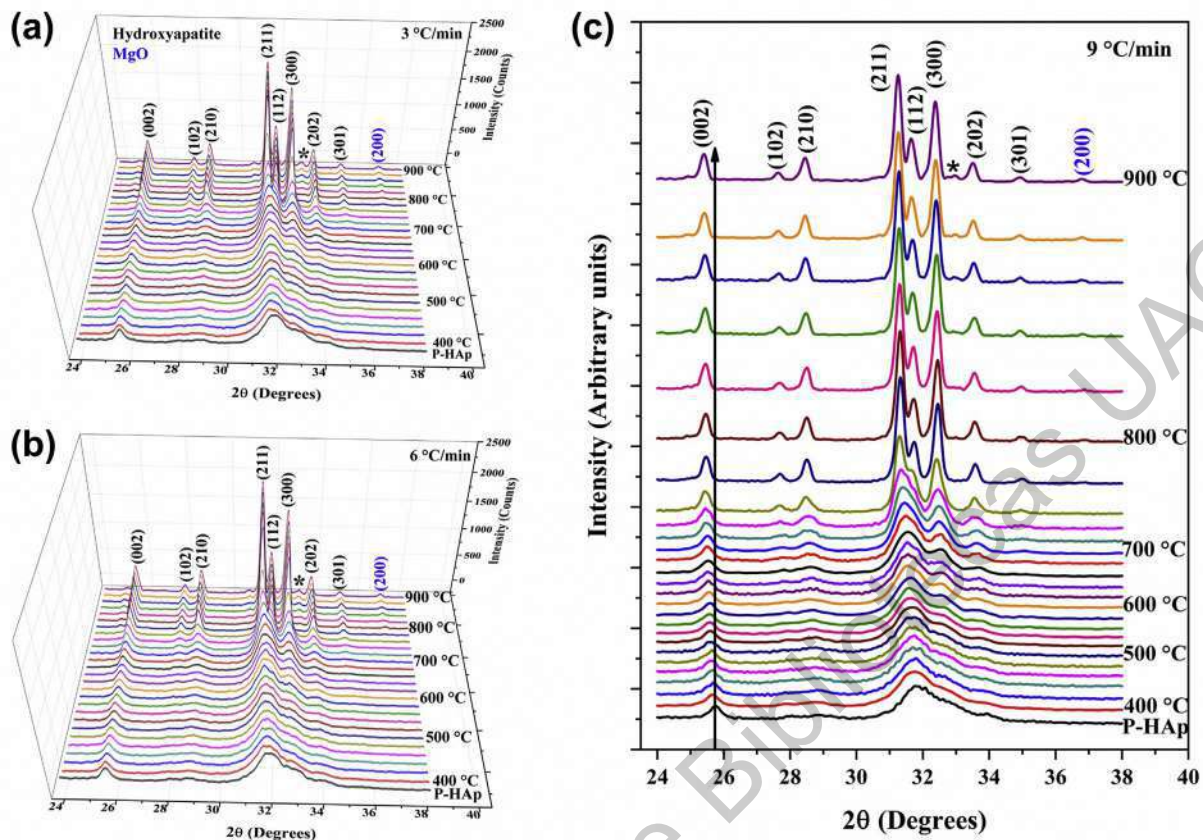 (a)
Hydroxyapatite
MgO
3 °C/min
(002)
(102)
(210)
(211)
(112)
(300)
*
(202)
(301)
(200)
2500
2000
1500
1000
500
0
Intensity (Counts)
900 °C
800 °C
700 °C
600 °C
500 °C
400 °C
P-HAp
24 26 28 30 32 34 36 38 40
2θ (Degrees)
(b)
6 °C/min
(002)
(102)
(210)
(211)
(112)
(300)
*
(202)
(301)
(200)
2500
2000
1500
1000
500
0
Intensity (Counts)
900 °C
800 °C
700 °C
600 °C
500 °C
400 °C
P-HAp
24 26 28 30 32 34 36 38 40
2θ (Degrees)
(c)
9 °C/min
(002)
(102)
(210)
(211)
(112)
(300)
*
(202)
(301)
(200)
Intensity (Arbitrary units)
900 °C
800 °C
700 °C
600 °C
500 °C
400 °C
P-HAp
24 26 28 30 32 34 36 38 40
2θ (Degrees)
Bibliotecas UA